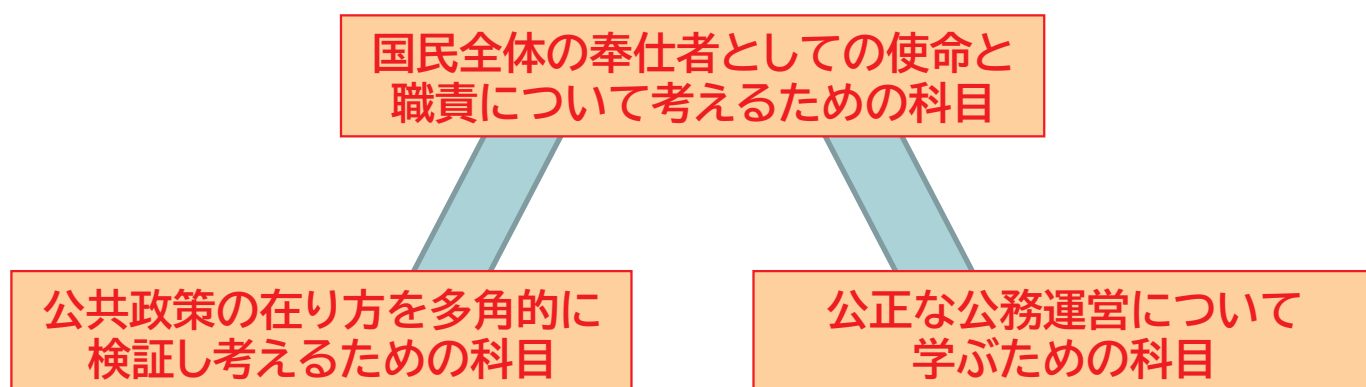 国民全体の奉仕者としての使命と
職責について考えるための科目
公共政策の在り方を多角的に
検証し考えるための科目
公正な公務運営について
学ぶための科目